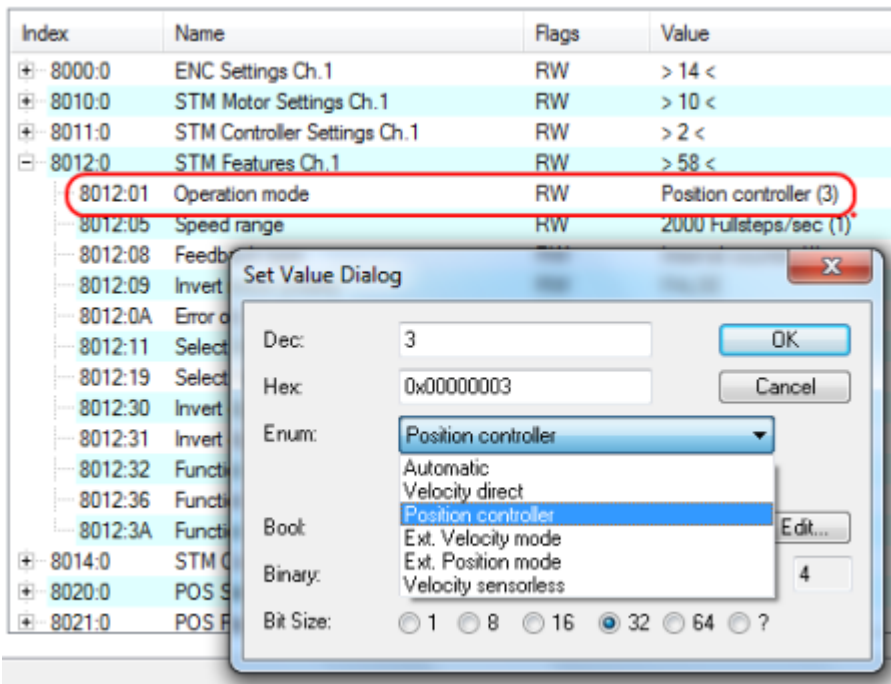 Index Name Flags Value
8000:0 ENC Settings Ch.1 RW > 14 <
8010:0 STM Motor Settings Ch.1 RW > 10 <
8011:0 STM Controller Settings Ch.1 RW > 2 <
8012:0 STM Features Ch.1 RW > 58 <
8012:01 Operation mode RW Position controller (3)
8012:05 Speed range RW 2000 Fullsteps/sec (1)
8012:08
8012:09 Invert
8012:0A Error
8012:11 Select
8012:19 Select
8012:30 Invert
8012:31 Invert
8012:32
8012:36
8012:3A
8014:0 STM
8020:0 POS
8021:0 POS
Set Value Dialog
Dec: 3 OK
Hex: 0x00000003 Cancel
Enum: Position controller
Automatic
Velocity direct
Position controller
Ext. Velocity mode
Ext. Position mode
Velocity sensorless
Bool: Edit...
Binary: 4
Bit Size: 1 8 16 32 64 ?